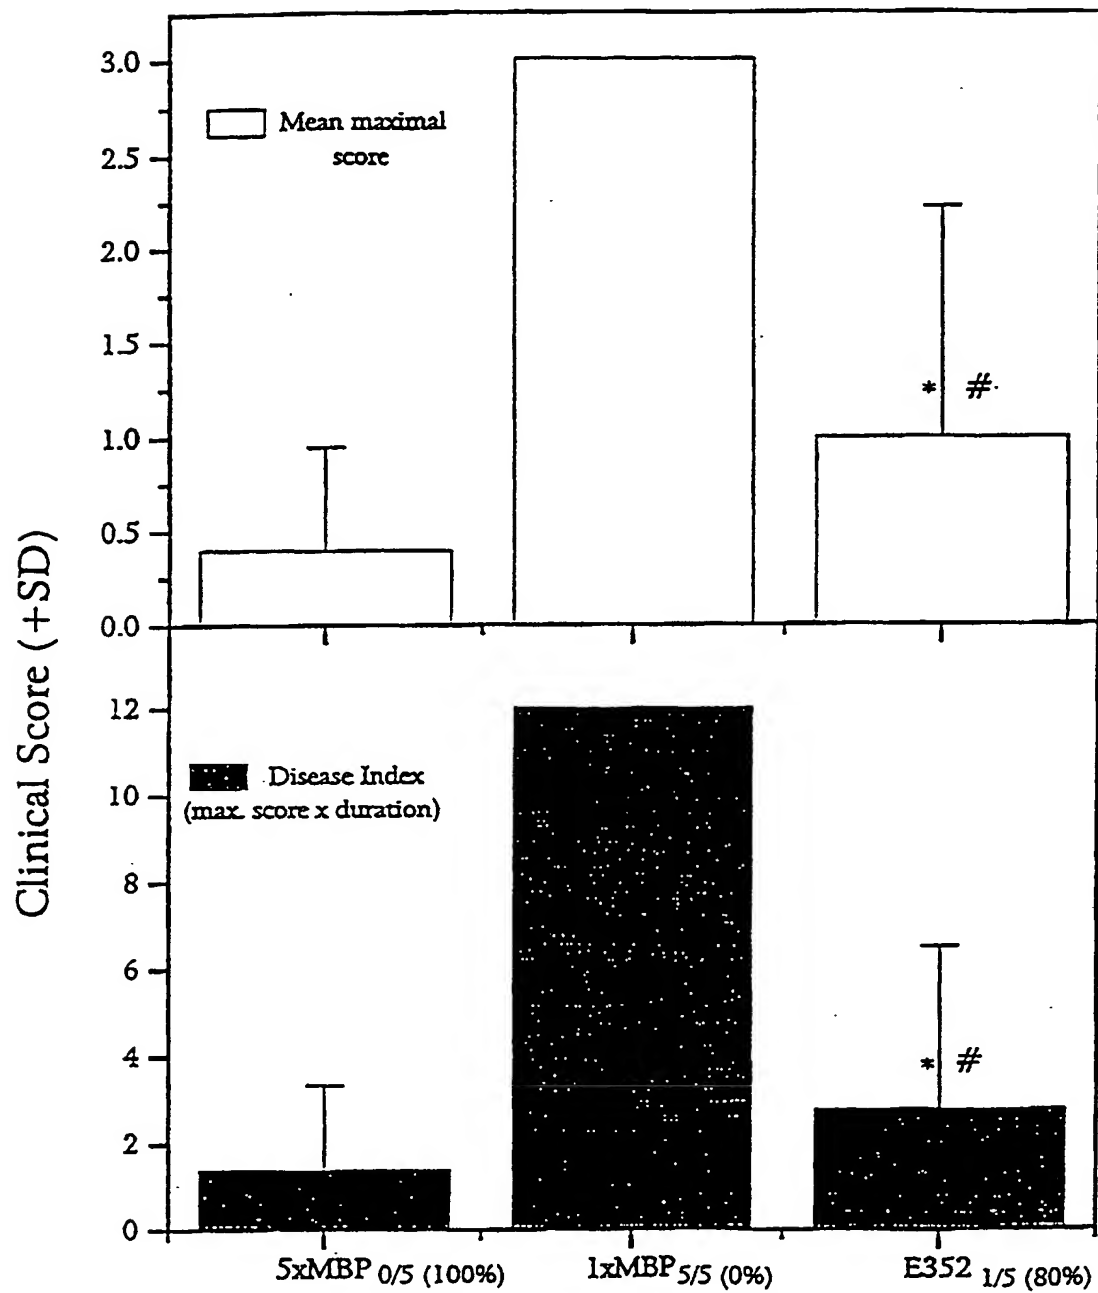 Clinical Score (+SD)
3.0
2.5
2.0
1.5
1.0
0.5
0.0
Mean maximal
score
* #
12
10
8
6
4
2
0
Disease Index
(max. score x duration)
* #
5xMBP 0/5 (100%)
1xMBP 5/5 (0%)
E352 1/5 (80%)